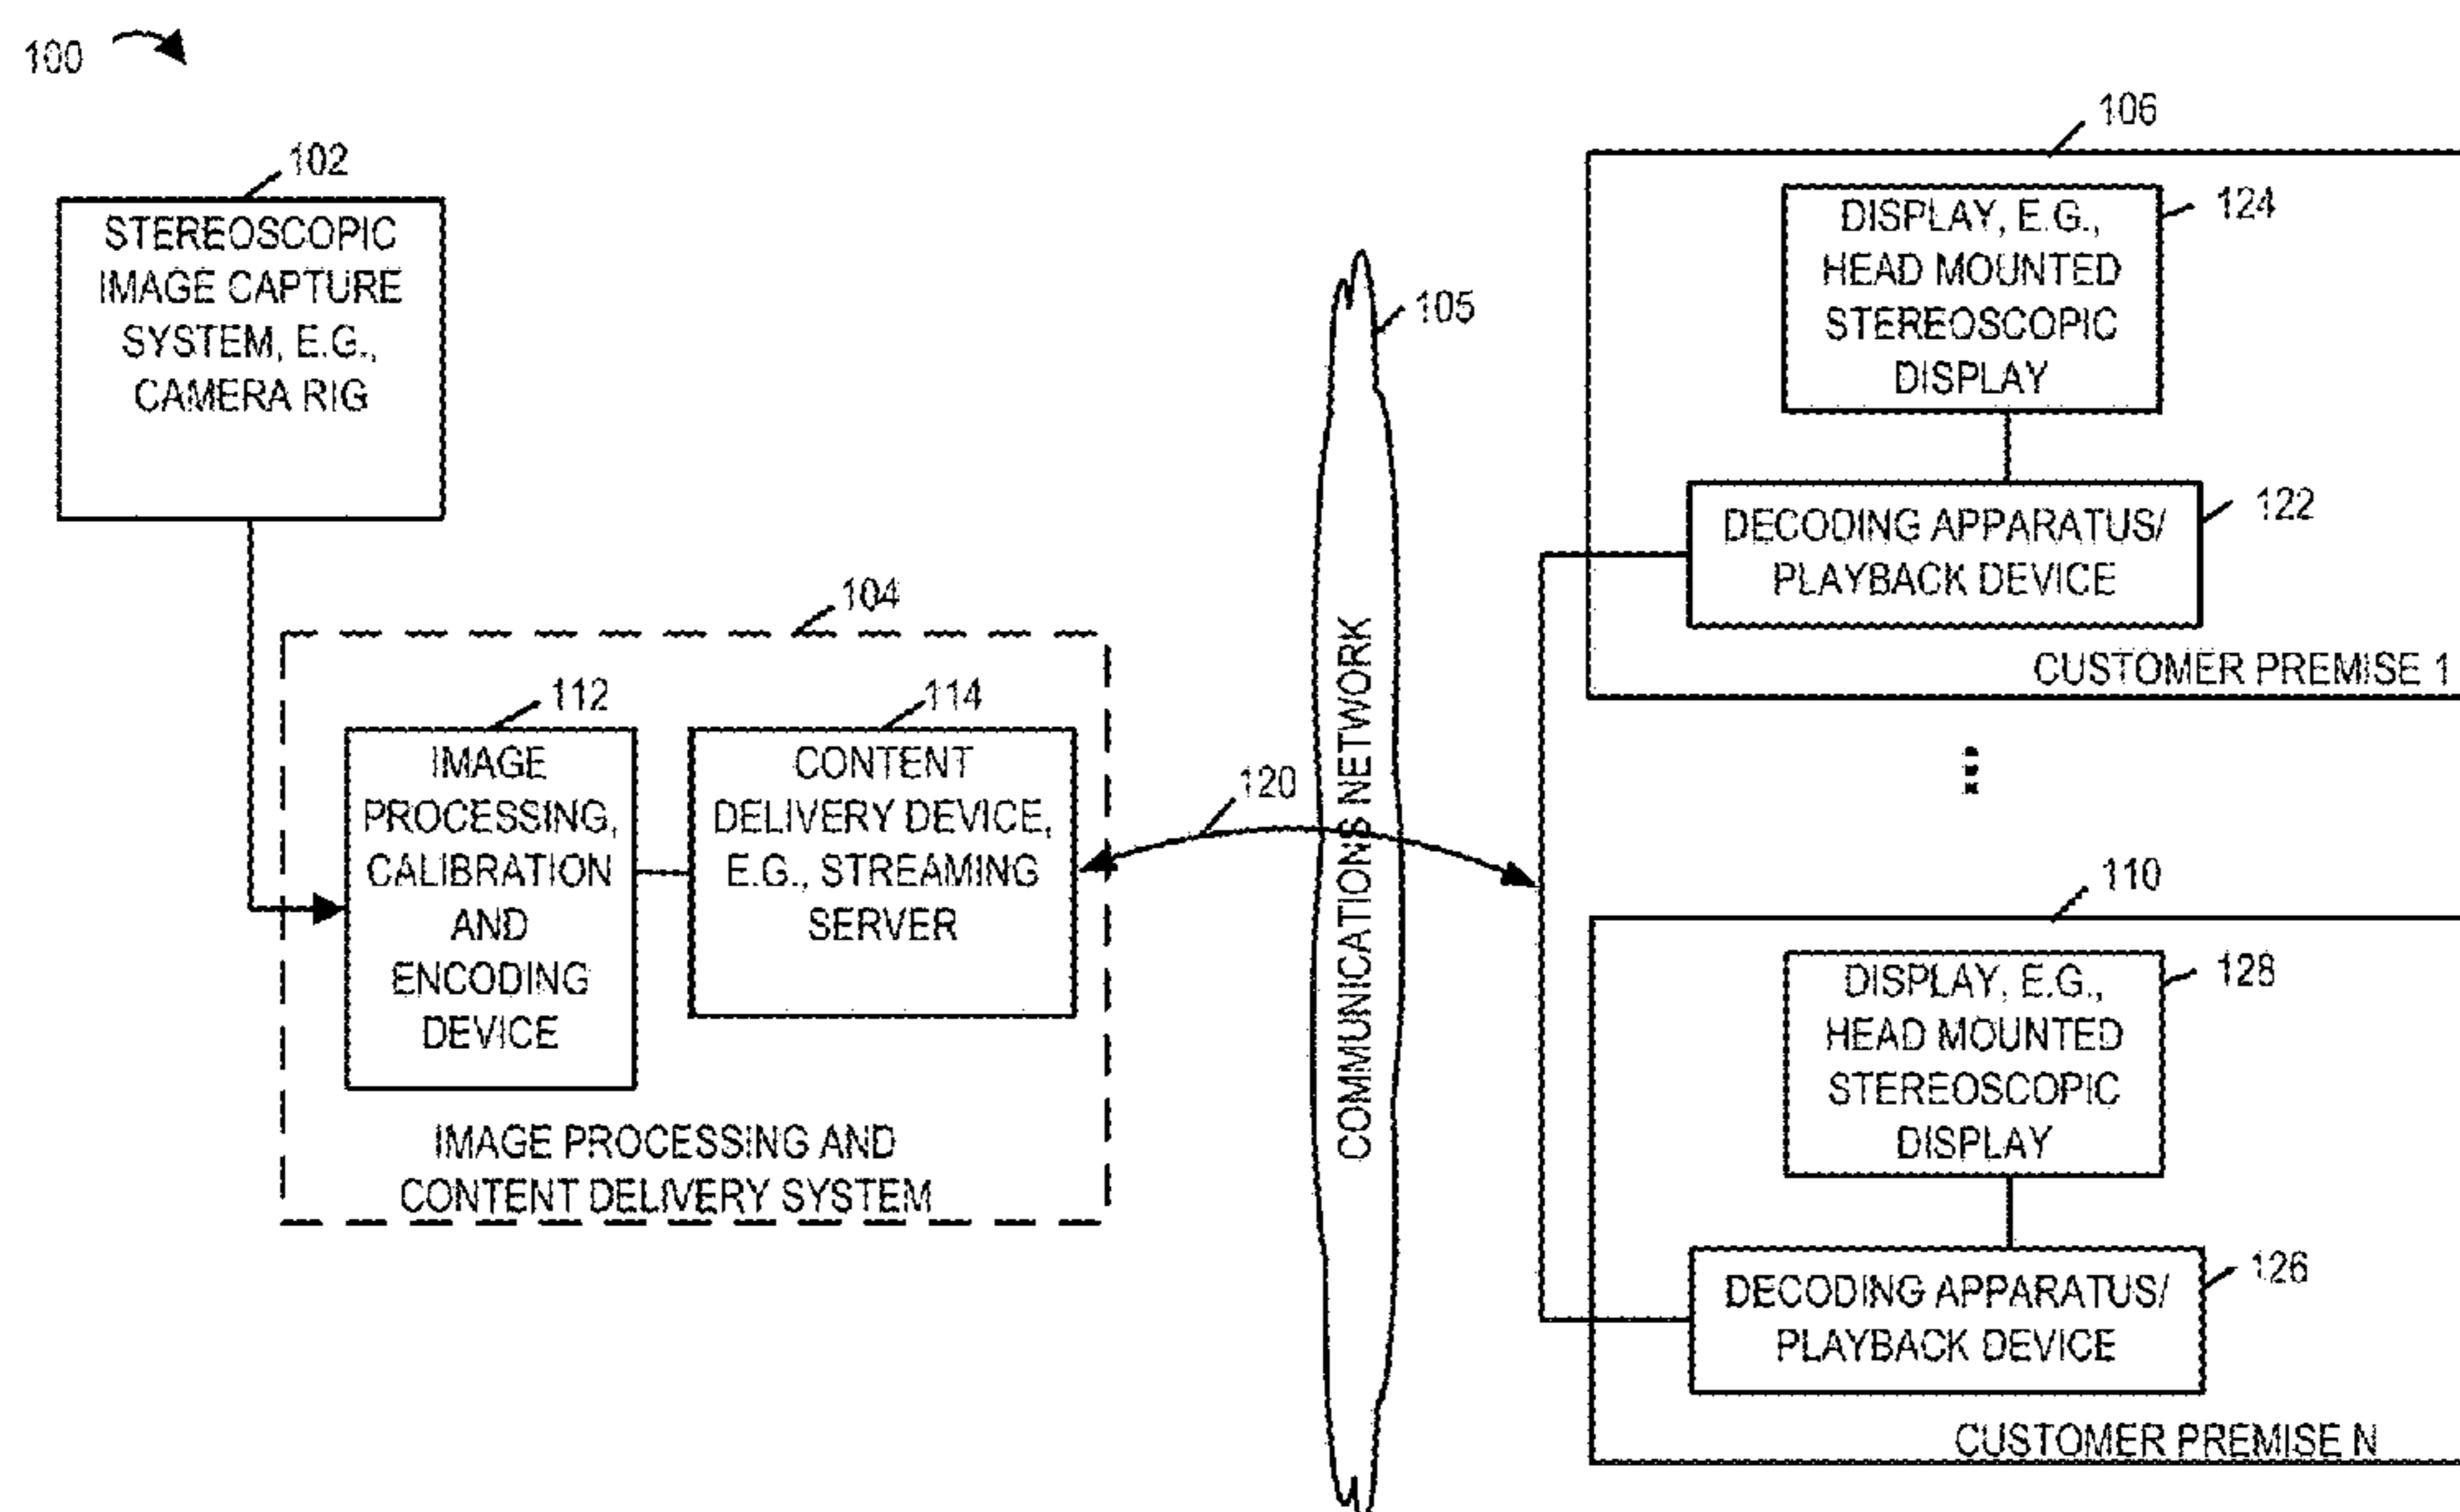 100
102
STEREOSCOPIC
IMAGE CAPTURE
SYSTEM, E.G.,
CAMERA RIG
104
112
IMAGE
PROCESSING,
CALIBRATION
AND
ENCODING
DEVICE
114
CONTENT
DELIVERY DEVICE,
E.G., STREAMING
SERVER
IMAGE PROCESSING AND
CONTENT DELIVERY SYSTEM
120
105
COMMUNICATIONS NETWORK
106
124
DISPLAY, E.G.,
HEAD MOUNTED
STEREOSCOPIC
DISPLAY
122
DECODING APPARATUS/
PLAYBACK DEVICE
CUSTOMER PREMISE 1
110
128
DISPLAY, E.G.,
HEAD MOUNTED
STEREOSCOPIC
DISPLAY
126
DECODING APPARATUS/
PLAYBACK DEVICE
CUSTOMER PREMISE N